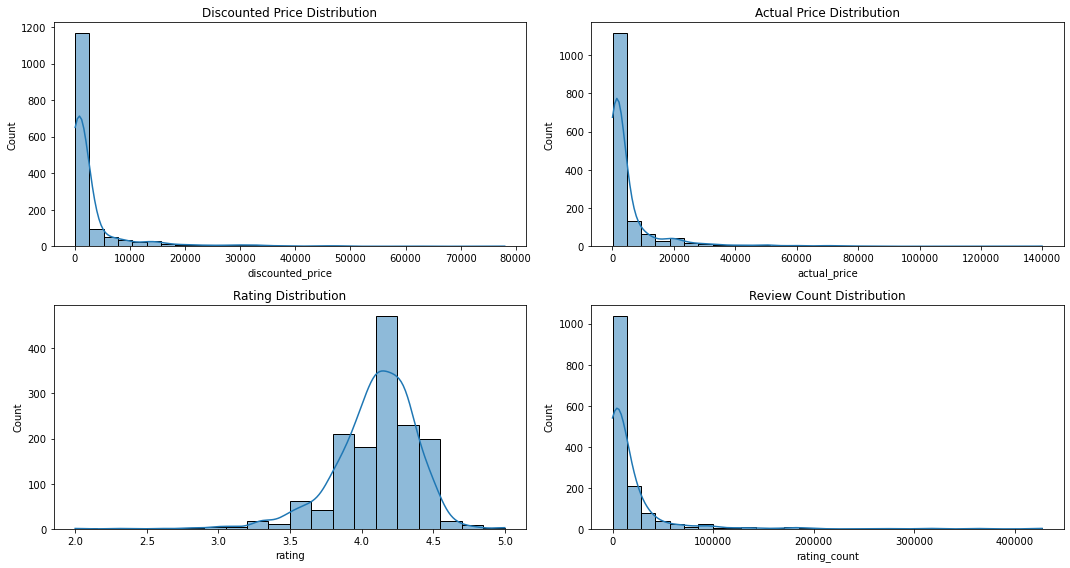 Discounted Price Distribution
Count
1200
1000
800
600
400
200
0
0 10000 20000 30000 40000 50000 60000 70000 80000
discounted_price
Actual Price Distribution
Count
1000
800
600
400
200
0
0 20000 40000 60000 80000 100000 120000 140000
actual_price
Rating Distribution
Count
400
300
200
100
0
2.0 2.5 3.0 3.5 4.0 4.5 5.0
rating
Review Count Distribution
Count
1000
800
600
400
200
0
0 100000 200000 300000 400000
rating_count